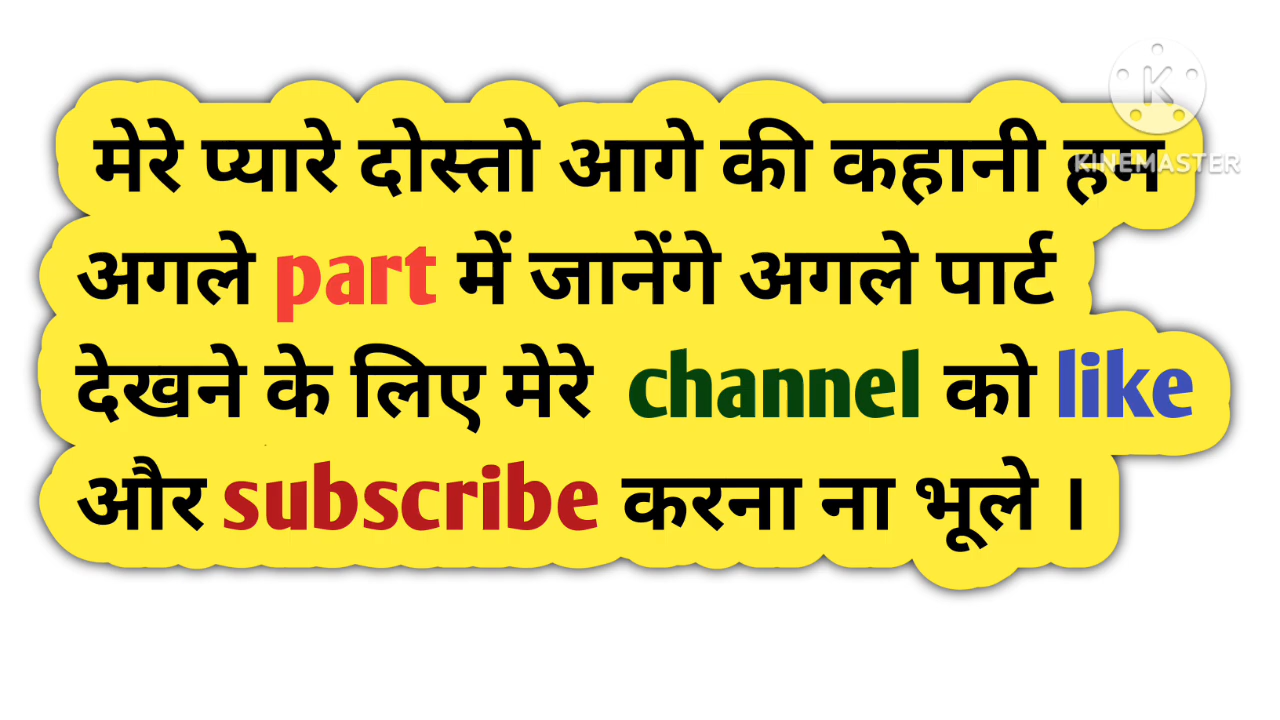 मेरे प्यारे दोस्तो आगे की कहानी हम
KINEMASTER
अगले part में जानेंगे अगले पार्ट
देखने के लिए मेरे channel को like
और subscribe करना ना भूले ।